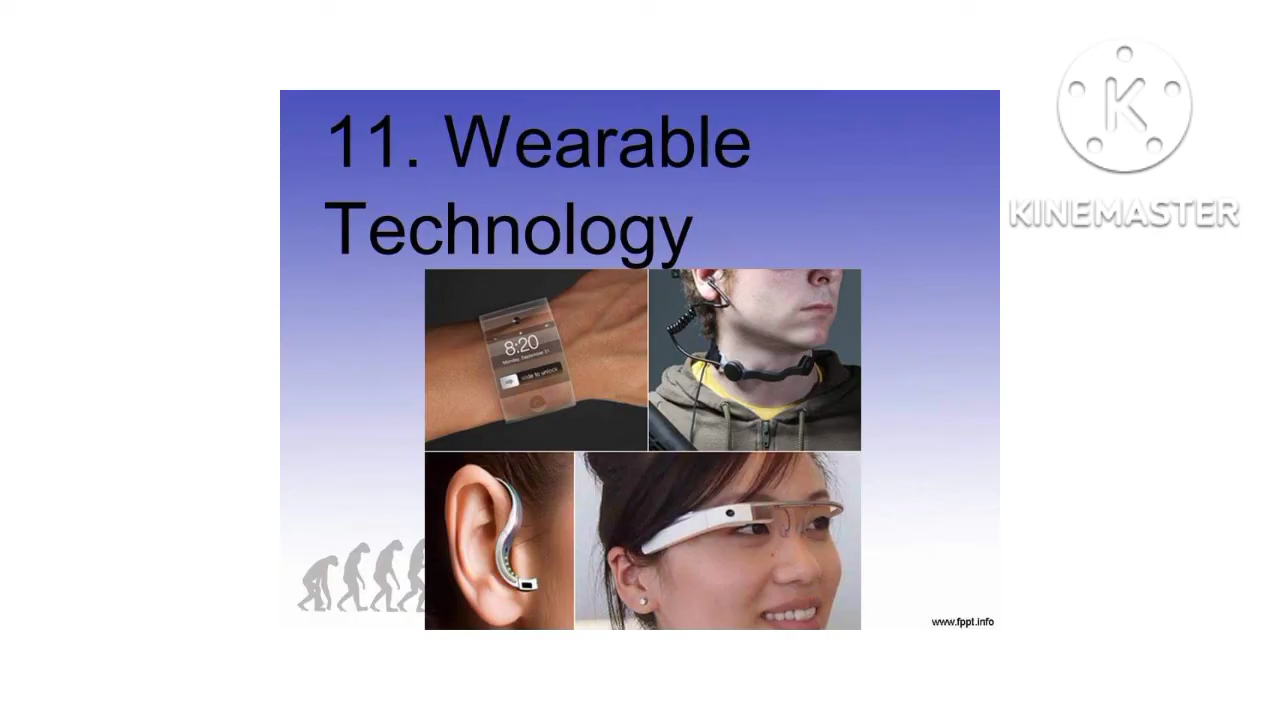 11. Wearable
Technology
K
KINEMASTER
8:20
slide to unlock
www.fppt.info